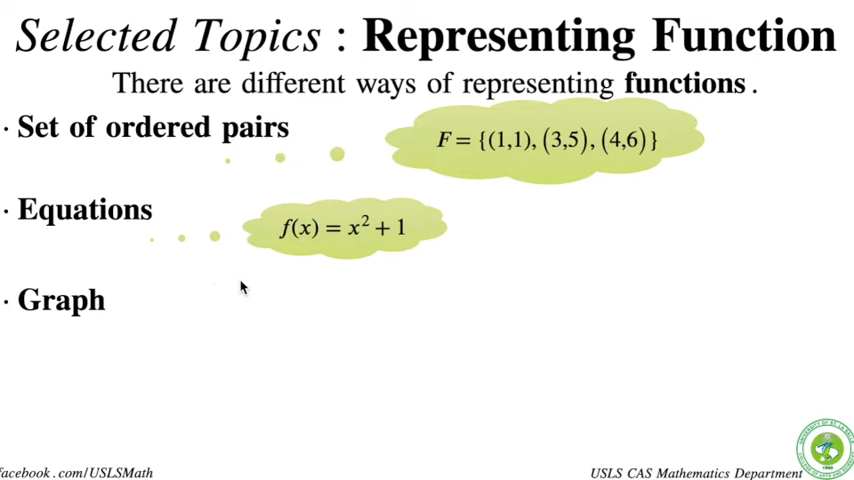 Selected Topics : Representing Function
There are different ways of representing functions .
· Set of ordered pairs
F = {(1,1), (3,5), (4,6)}
· Equations
f(x) = x² + 1
· Graph
facebook . com/USLSMath
USLS CAS Mathematics Department